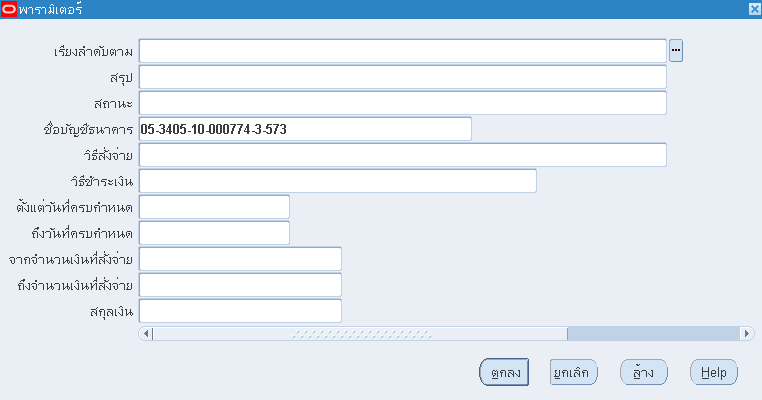 พารามิเตอร์
เรียงลำดับตาม
สรุป
สถานะ
ชื่อบัญชีธนาคาร 05-3405-10-000774-3-573
วิธีสั่งจ่าย
วิธีชำระเงิน
ตั้งแต่วันที่ครบกำหนด
ถึงวันที่ครบกำหนด
จากจำนวนเงินที่สั่งจ่าย
ถึงจำนวนเงินที่สั่งจ่าย
สกุลเงิน
ตกลง ยกเลิก ล้าง Help